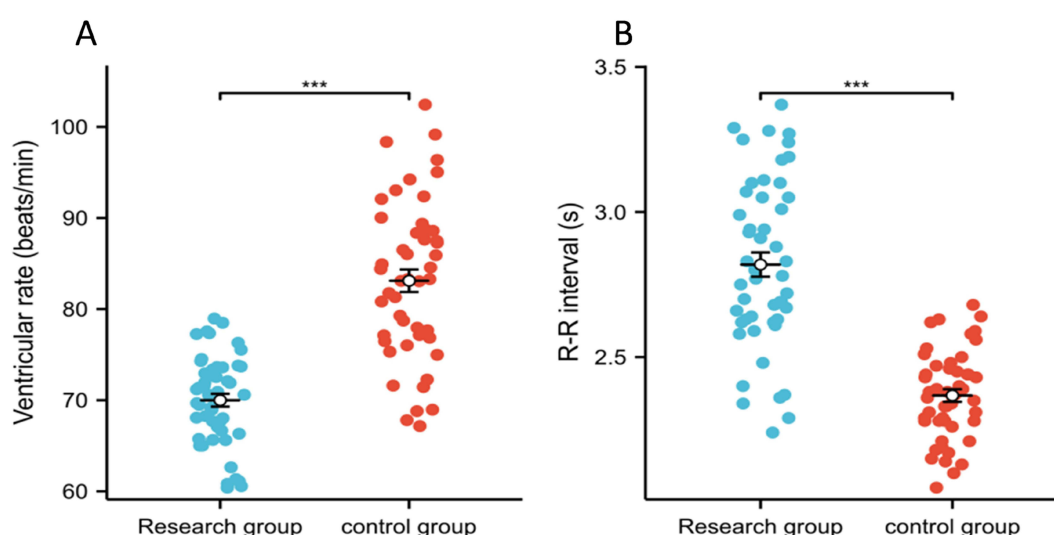 A
Ventricular rate (beats/min)
100
90
80
70
60
***
Research group
control group
B
R-R interval (s)
3.5
3.0
2.5
***
Research group
control group